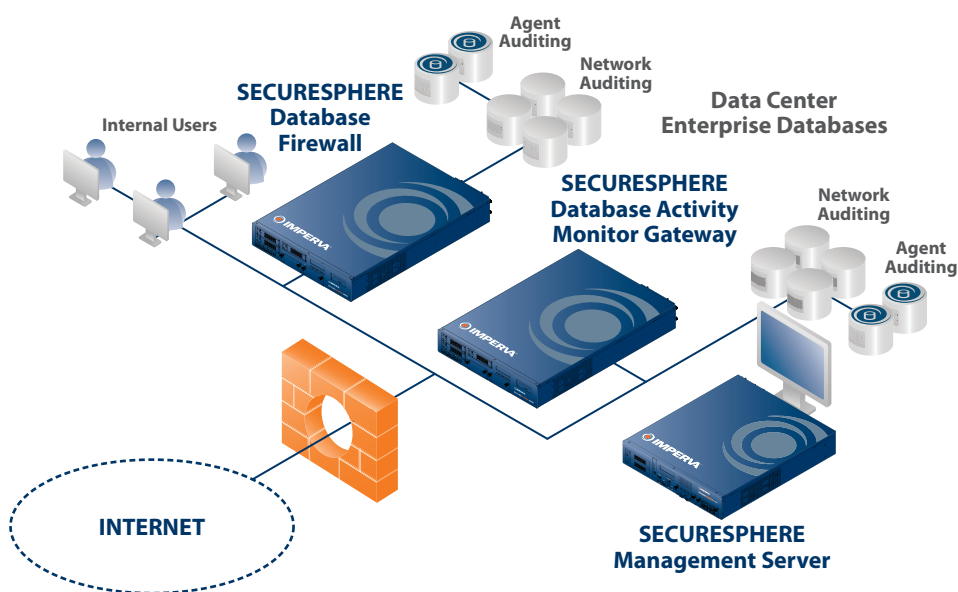 Agent
Auditing
Network
Auditing
SECURESPHERE
Database
Firewall
Data Center
Enterprise Databases
Internal Users
SECURESPHERE
Database Activity
Monitor Gateway
Network
Auditing
Agent
Auditing
IMPERVA
IMPERVA
IMPERVA
INTERNET
SECURESPHERE
Management Server